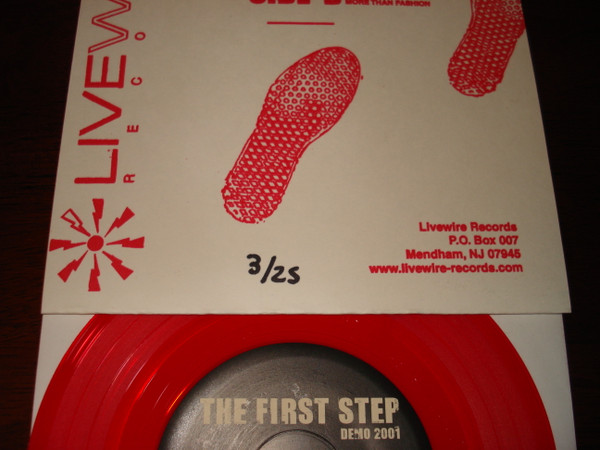 MORE THAN FASHION
LIVEW
RECO
Livewire Records
P.O. Box 007
Mendham, NJ 07945
www.livewire-records.com
3/25
THE FIRST STEP
DEMO 2001